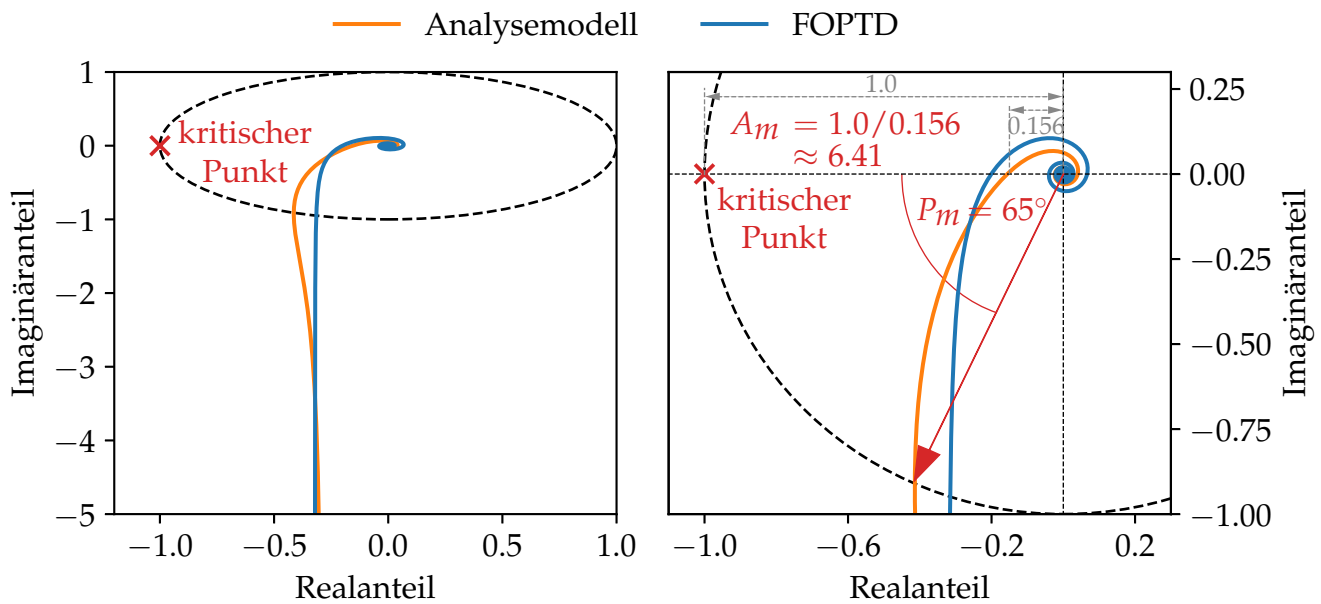 Analysemodell
FOPTD
1
0
−1
−2
−3
−4
−5
−1.0
−0.5
0.0
0.5
1.0
Imaginäranteil
Realanteil
kritischer
Punkt
1.0
0.156
A_m = 1.0/0.156
≈ 6.41
kritischer
Punkt
P_m = 65°
0.25
0.00
−0.25
−0.50
−0.75
−1.00
−1.0
−0.6
−0.2
0.2
Imaginäranteil
Realanteil